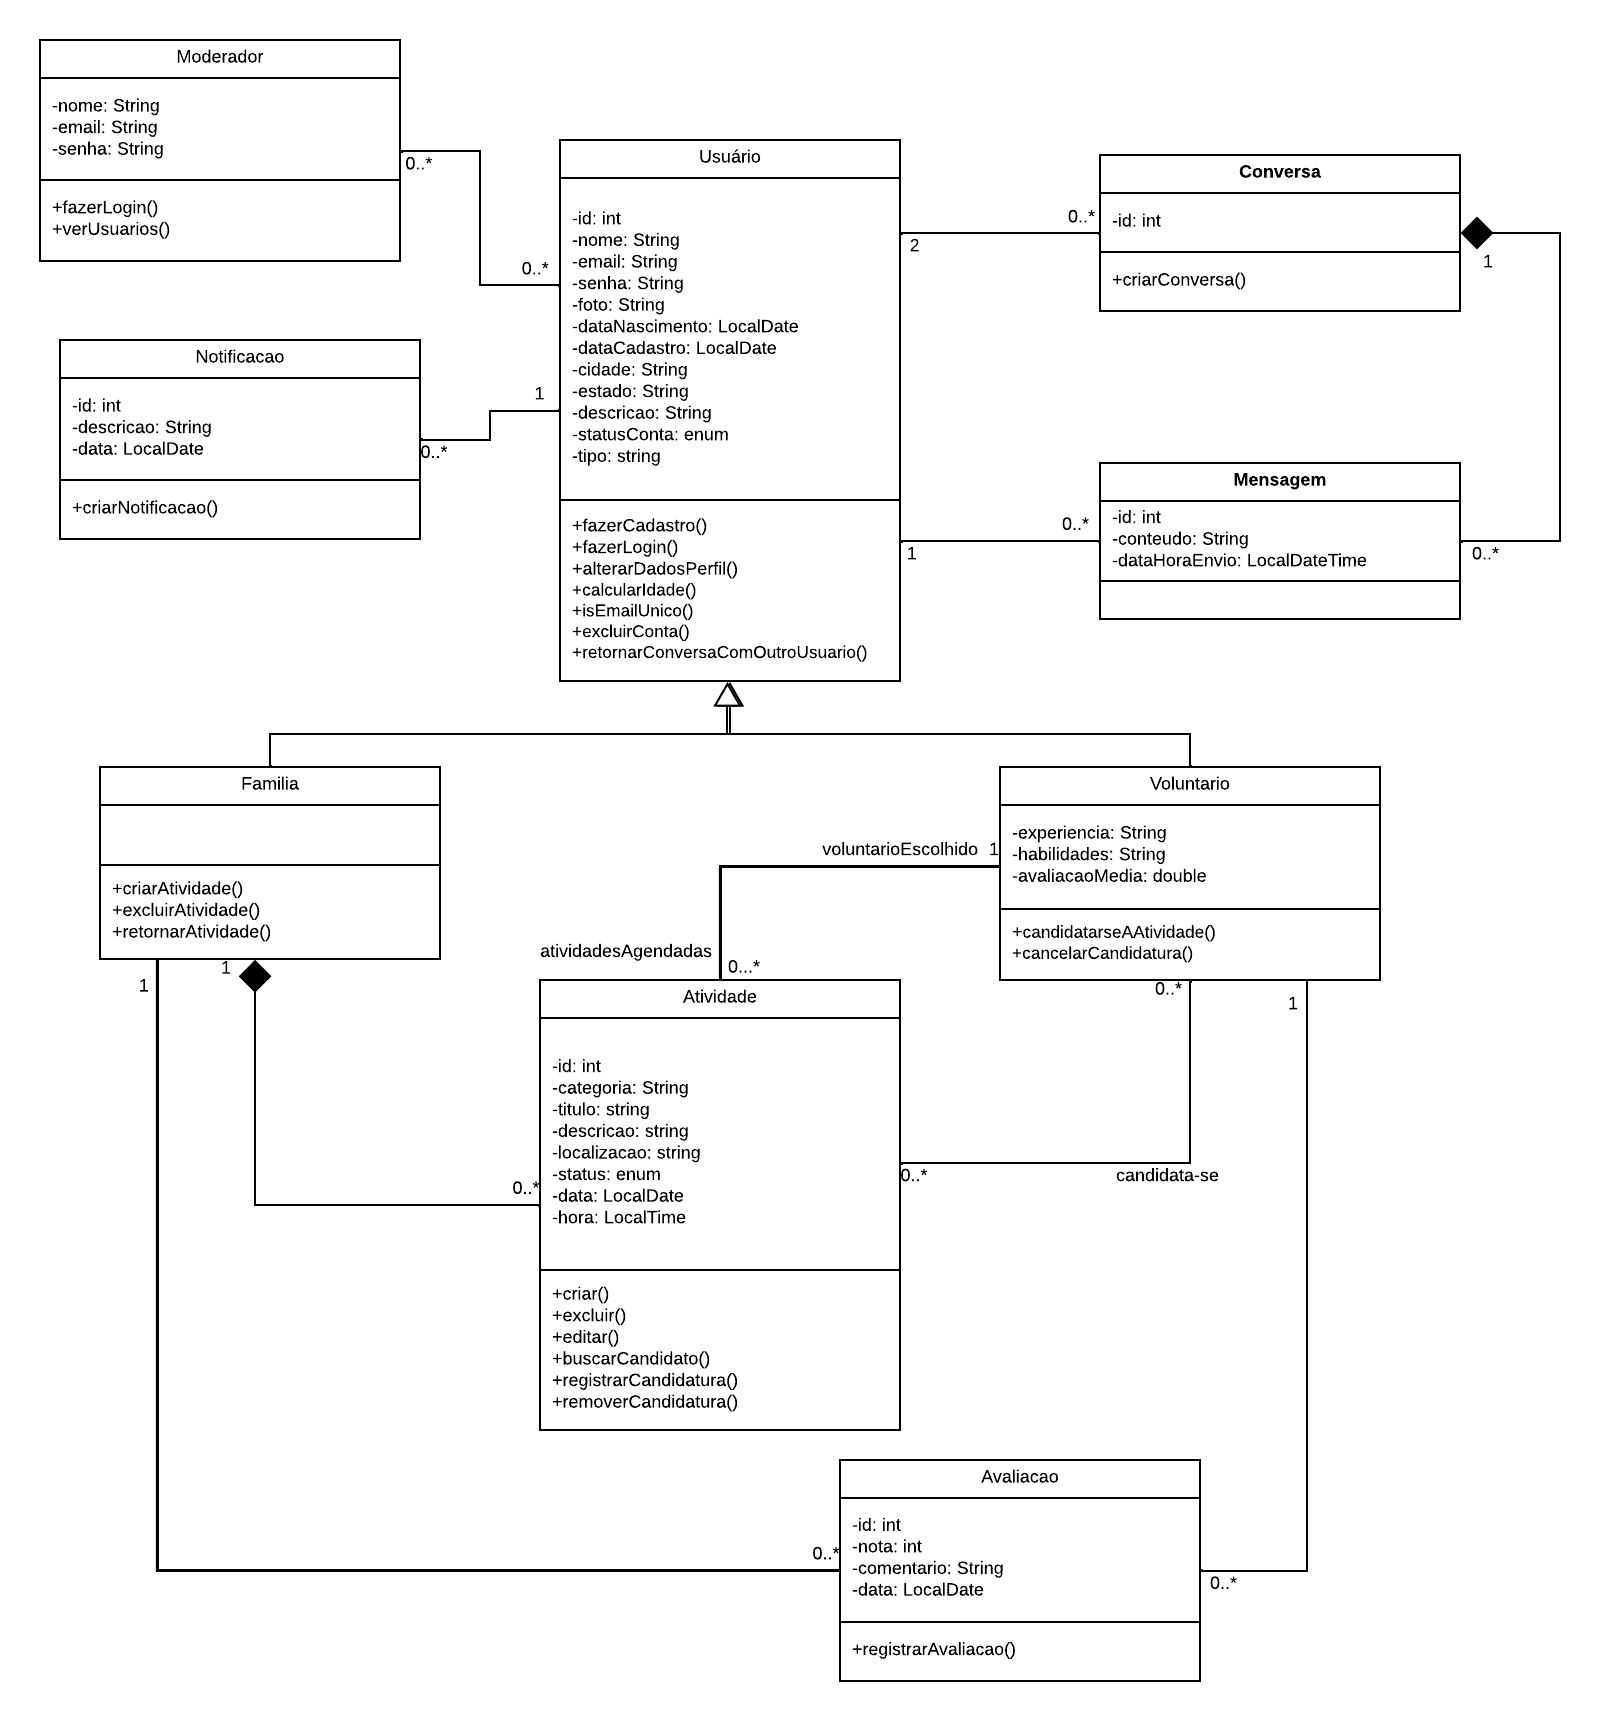 Moderador
-nome: String
-email: String
-senha: String
+fazerLogin()
+verUsuarios()
0..*
0..*
Usuário
-id: int
-nome: String
-email: String
-senha: String
-foto: String
-dataNascimento: LocalDate
-dataCadastro: LocalDate
-cidade: String
-estado: String
-descricao: String
-statusConta: enum
-tipo: string
+fazerCadastro()
+fazerLogin()
+alterarDadosPerfil()
+calcularIdade()
+isEmailUnico()
+excluirConta()
+retornarConversaComOutroUsuario()
2
0..*
Conversa
-id: int
+criarConversa()
1
Notificacao
-id: int
-descricao: String
-data: LocalDate
+criarNotificacao()
1
0..*
1
0..*
Mensagem
-id: int
-conteudo: String
-dataHoraEnvio: LocalDateTime
0..*
Familia
+criarAtividade()
+excluirAtividade()
+retornarAtividade()
1
1
Voluntario
-experiencia: String
-habilidades: String
-avaliacaoMedia: double
+candidatarseAAtividade()
+cancelarCandidatura()
voluntarioEscolhido 1
atividadesAgendadas
0...*
0..*
1
Atividade
-id: int
-categoria: String
-titulo: string
-descricao: string
-localizacao: string
-status: enum
-data: LocalDate
-hora: LocalTime
+criar()
+excluir()
+editar()
+buscarCandidato()
+registrarCandidatura()
+removerCandidatura()
0..*
0..*
candidata-se
Avaliacao
-id: int
-nota: int
-comentario: String
-data: LocalDate
+registrarAvaliacao()
0..*
0..*